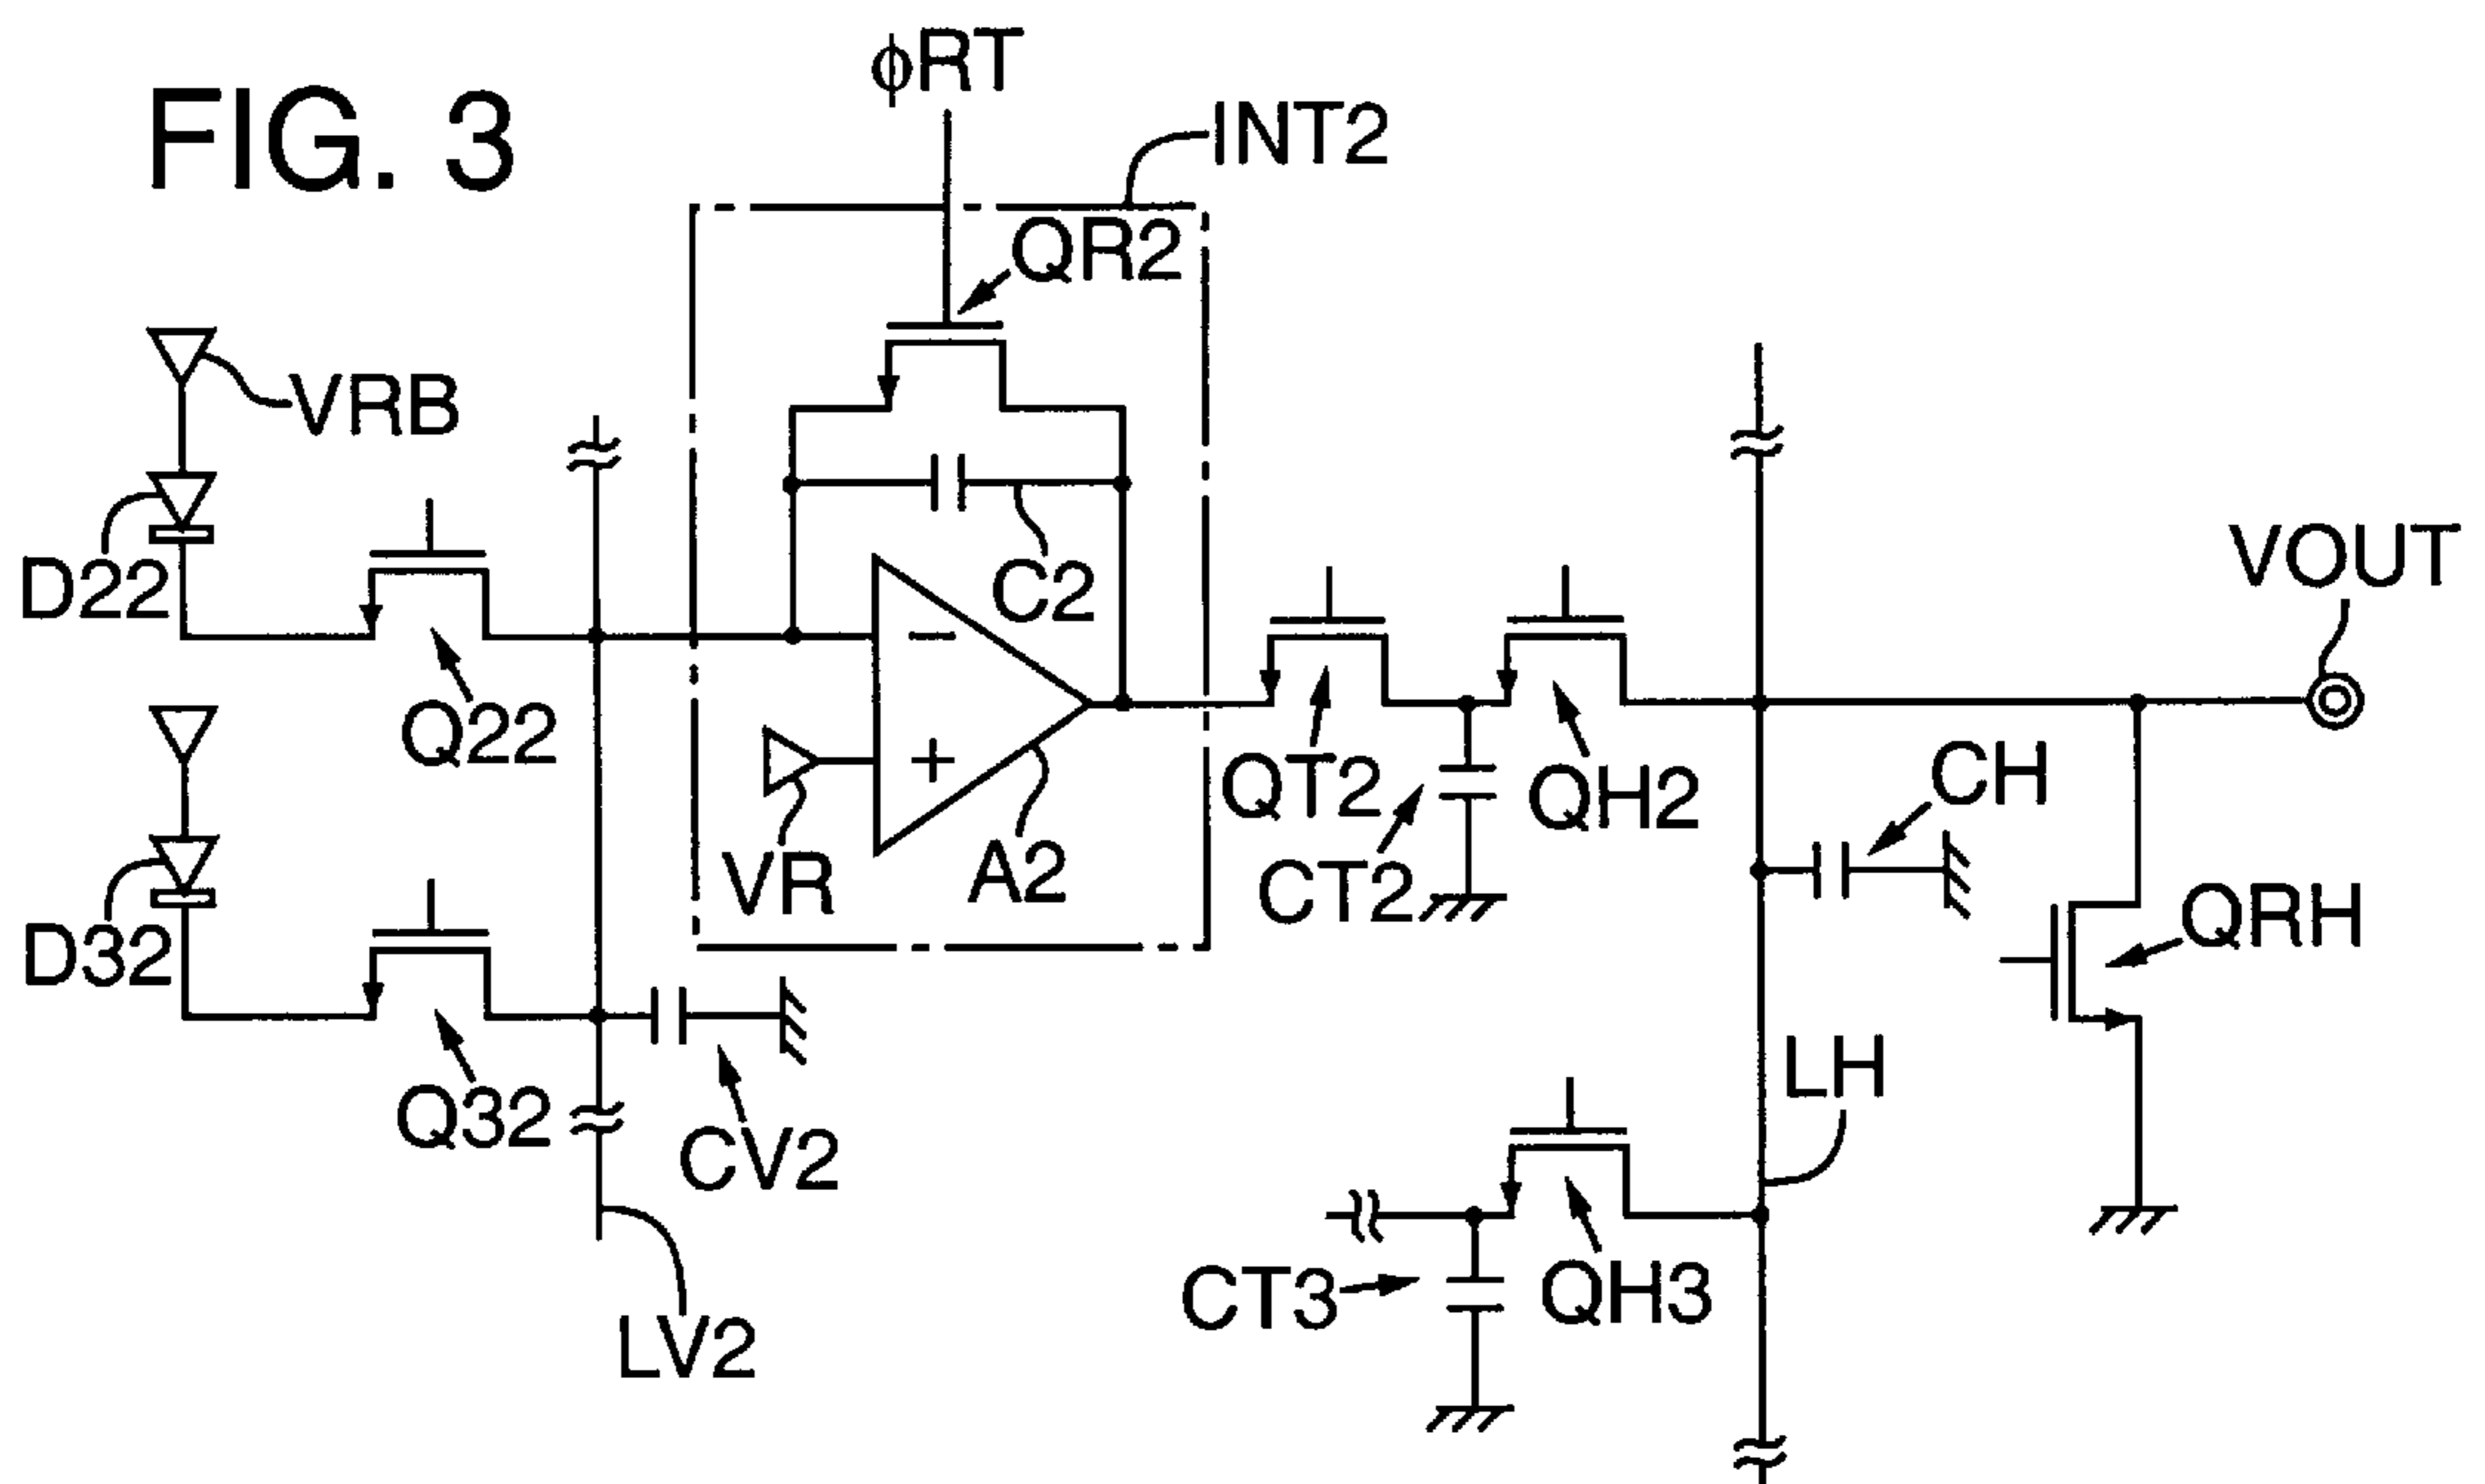 FIG. 3
φRT
INT2
QR2
VRB
C2
D22
VOUT
Q22
QT2
QH2
CH
VR
A2
CT2
QRH
D32
LH
Q32
CV2
CT3
QH3
LV2
−
+